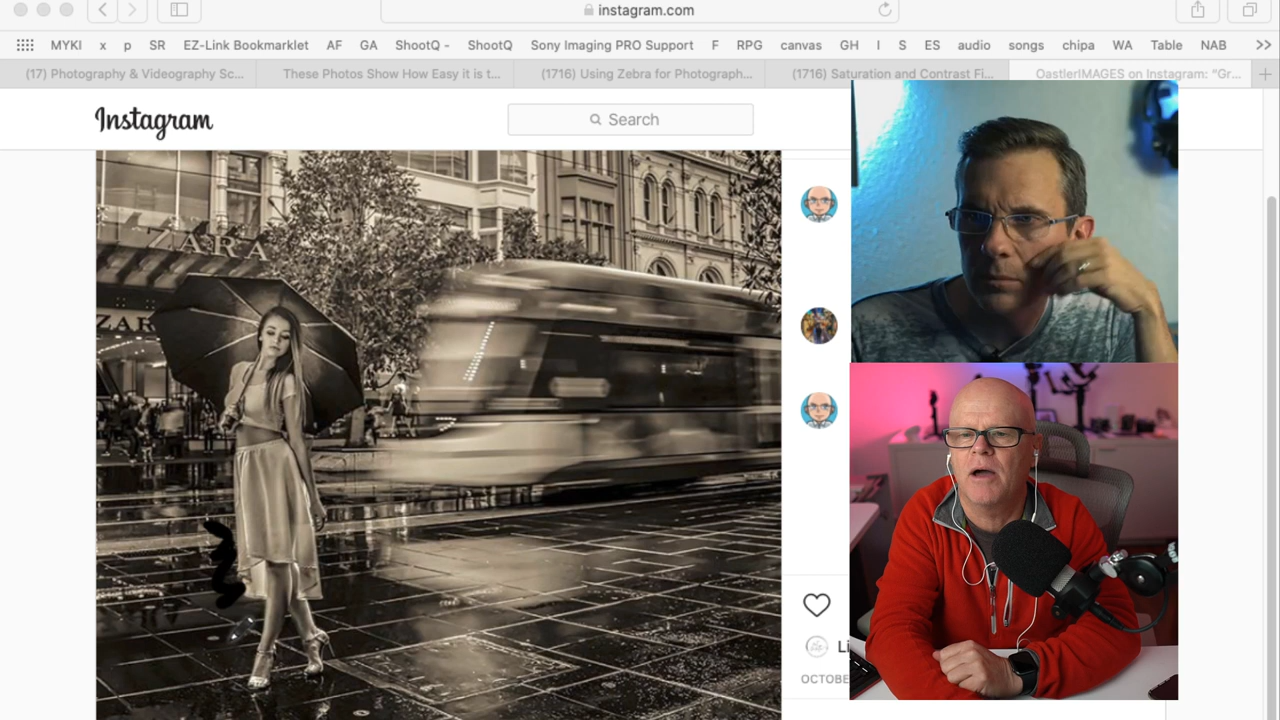 instagram.com
MYKI x p SR EZ-Link Bookmarklet AF GA ShootQ - ShootQ Sony Imaging PRO Support F RPG canvas GH I S ES audio songs chipa WA Table NAB
(17) Photography & Videography Sc... These Photos Show How Easy it is t... (1716) Using Zebra for Photograph... (1716) Saturation and Contrast Fi... OastlerIMAGES on Instagram: "Gr...
Instagram
Search
ZARA
ZAR
Li
OCTOBE